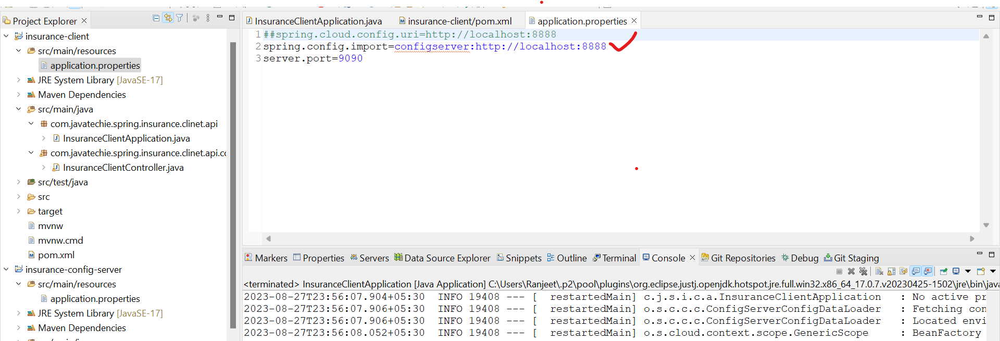 Project Explorer
insurance-client
src/main/resources
application.properties
JRE System Library [JavaSE-17]
Maven Dependencies
src/main/java
com.javatechie.spring.insurance.clinet.api
InsuranceClientApplication.java
com.javatechie.spring.insurance.clinet.api.co
InsuranceClientController.java
src/test/java
src
target
mvnw
mvnw.cmd
pom.xml
insurance-config-server
src/main/resources
application.properties
JRE System Library [JavaSE-17]
Maven Dependencies
InsuranceClientApplication.java insurance-client/pom.xml application.properties
1 ##spring.cloud.config.uri=http://localhost:8888
2 spring.config.import=configserver:http://localhost:8888
3 server.port=9090
Markers Properties Servers Data Source Explorer Snippets Outline Terminal Console Git Repositories Debug Git Staging
<terminated> InsuranceClientApplication [Java Application] C:\Users\Ranjeet\.p2\pool\plugins\org.eclipse.justj.openjdk.hotspot.jre.full.win32.x86_64_17.0.7.v20230425-1502\jre\bin\java
2023-08-27T23:56:07.904+05:30 INFO 19408 --- [ restartedMain] c.j.s.i.c.a.InsuranceClientApplication : No active pr
2023-08-27T23:56:07.906+05:30 INFO 19408 --- [ restartedMain] o.s.c.c.c.ConfigServerConfigDataLoader : Fetching con
2023-08-27T23:56:07.906+05:30 INFO 19408 --- [ restartedMain] o.s.c.c.c.ConfigServerConfigDataLoader : Located envi
2023-08-27T23:56:08.052+05:30 INFO 19408 --- [ restartedMain] o.s.cloud.context.scope.GenericScope : BeanFactory